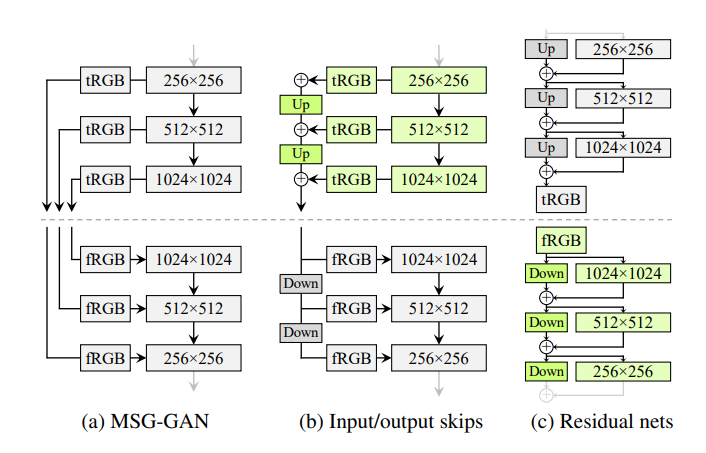 tRGB 256×256
tRGB 512×512
tRGB 1024×1024
fRGB 1024×1024
fRGB 512×512
fRGB 256×256
(a) MSG-GAN
tRGB 256×256
Up
tRGB 512×512
Up
tRGB 1024×1024
fRGB 1024×1024
Down
fRGB 512×512
Down
fRGB 256×256
(b) Input/output skips
Up 256×256
Up 512×512
Up 1024×1024
tRGB
fRGB
Down 1024×1024
Down 512×512
Down 256×256
(c) Residual nets